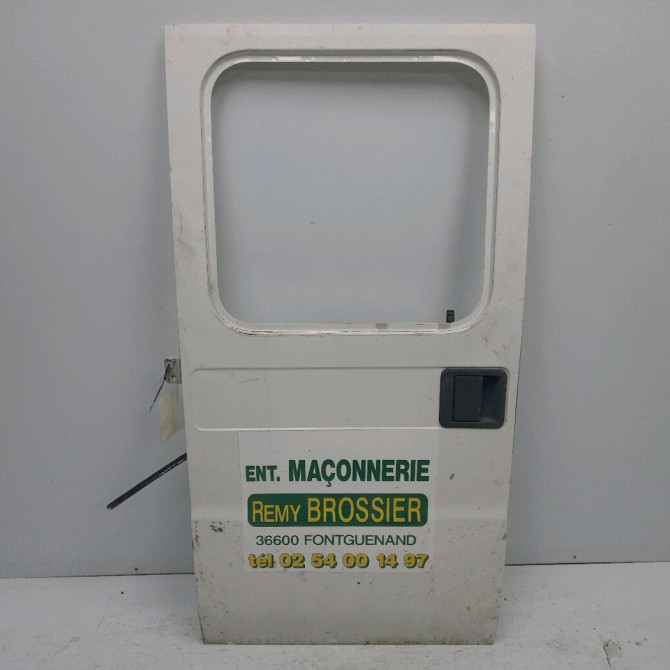 ENT. MAÇONNERIE
REMY BROSSIER
36600 FONTGUENAND
tél 02 54 00 14 97